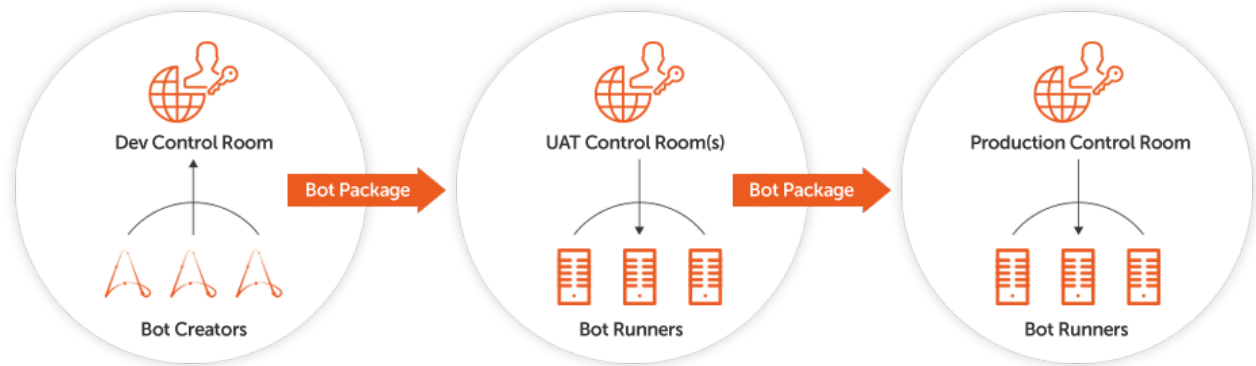 Dev Control Room
Bot Creators
Bot Package
UAT Control Room(s)
Bot Runners
Bot Package
Production Control Room
Bot Runners